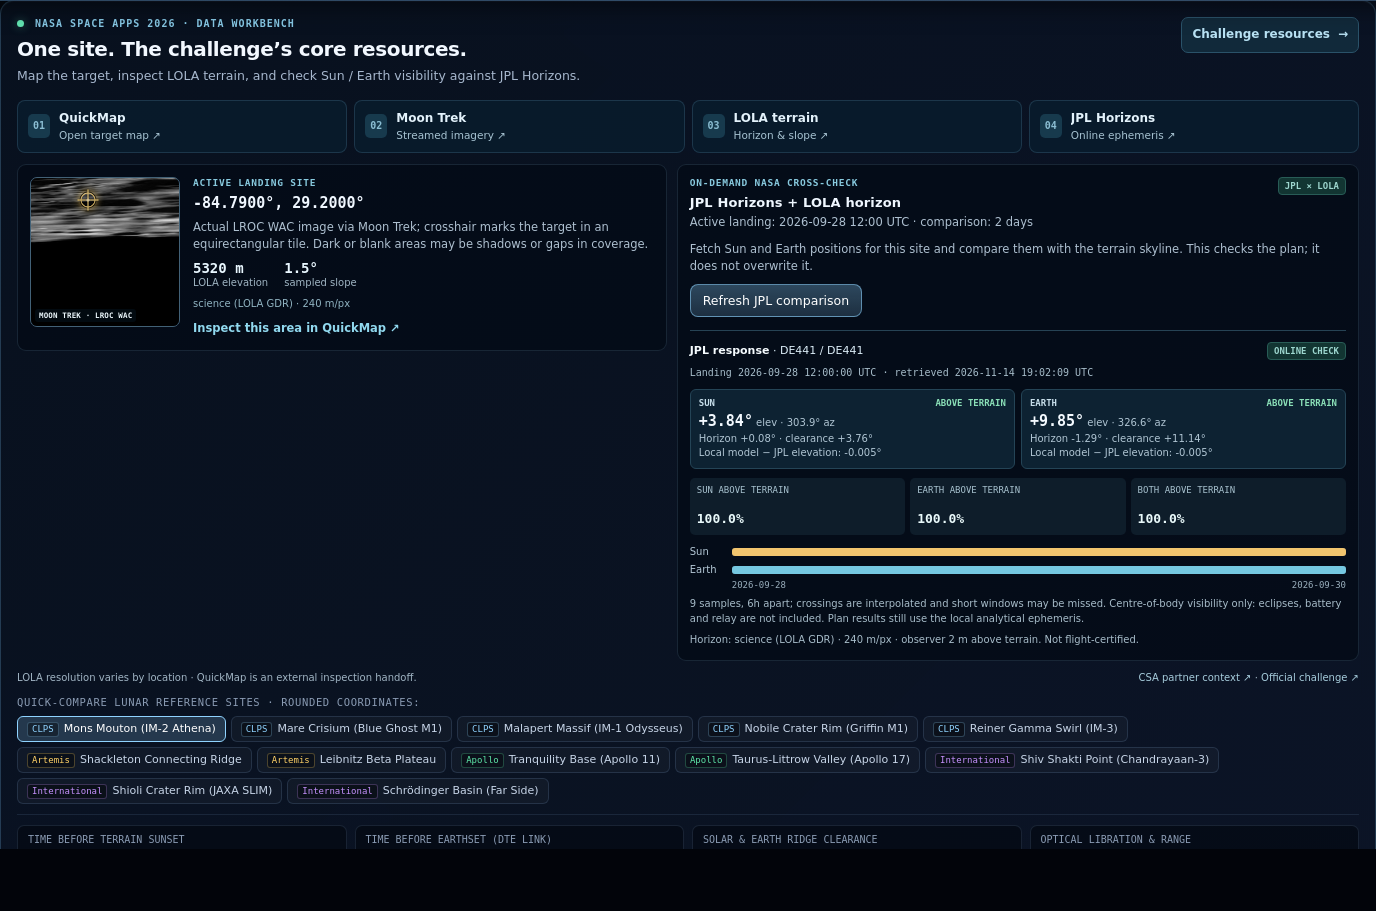 NASA SPACE APPS 2026 · DATA WORKBENCH
One site. The challenge’s core resources.
Map the target, inspect LOLA terrain, and check Sun / Earth visibility against JPL Horizons.
Challenge resources →
01 QuickMap
Open target map ↗
02 Moon Trek
Streamed imagery ↗
03 LOLA terrain
Horizon & slope ↗
04 JPL Horizons
Online ephemeris ↗
MOON TREK · LROC WAC
ACTIVE LANDING SITE
-84.7900°, 29.2000°
Actual LROC WAC image via Moon Trek; crosshair marks the target in an
equirectangular tile. Dark or blank areas may be shadows or gaps in coverage.
5320 m 1.5°
LOLA elevation sampled slope
science (LOLA GDR) · 240 m/px
Inspect this area in QuickMap ↗
ON-DEMAND NASA CROSS-CHECK
JPL × LOLA
JPL Horizons + LOLA horizon
Active landing: 2026-09-28 12:00 UTC · comparison: 2 days
Fetch Sun and Earth positions for this site and compare them with the terrain skyline. This checks the plan; it
does not overwrite it.
Refresh JPL comparison
JPL response · DE441 / DE441
ONLINE CHECK
Landing 2026-09-28 12:00:00 UTC · retrieved 2026-11-14 19:02:09 UTC
SUN ABOVE TERRAIN
+3.84° elev · 303.9° az
Horizon +0.08° · clearance +3.76°
Local model − JPL elevation: -0.005°
EARTH ABOVE TERRAIN
+9.85° elev · 326.6° az
Horizon -1.29° · clearance +11.14°
Local model − JPL elevation: -0.005°
SUN ABOVE TERRAIN
100.0%
EARTH ABOVE TERRAIN
100.0%
BOTH ABOVE TERRAIN
100.0%
Sun
Earth
2026-09-28 2026-09-30
9 samples, 6h apart; crossings are interpolated and short windows may be missed. Centre-of-body visibility only: eclipses, battery
and relay are not included. Plan results still use the local analytical ephemeris.
Horizon: science (LOLA GDR) · 240 m/px · observer 2 m above terrain. Not flight-certified.
LOLA resolution varies by location · QuickMap is an external inspection handoff.
CSA partner context ↗ · Official challenge ↗
QUICK-COMPARE LUNAR REFERENCE SITES · ROUNDED COORDINATES:
CLPS Mons Mouton (IM-2 Athena)
CLPS Mare Crisium (Blue Ghost M1)
CLPS Malapert Massif (IM-1 Odysseus)
CLPS Nobile Crater Rim (Griffin M1)
CLPS Reiner Gamma Swirl (IM-3)
Artemis Shackleton Connecting Ridge
Artemis Leibnitz Beta Plateau
Apollo Tranquility Base (Apollo 11)
Apollo Taurus-Littrow Valley (Apollo 17)
International Shiv Shakti Point (Chandrayaan-3)
International Shioli Crater Rim (JAXA SLIM)
International Schrödinger Basin (Far Side)
TIME BEFORE TERRAIN SUNSET
TIME BEFORE EARTHSET (DTE LINK)
SOLAR & EARTH RIDGE CLEARANCE
OPTICAL LIBRATION & RANGE